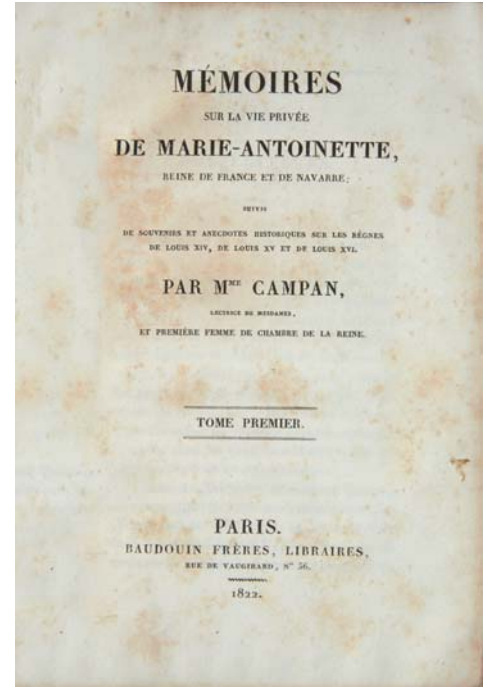 MÉMOIRES
SUR LA VIE PRIVÉE
DE MARIE-ANTOINETTE,
REINE DE FRANCE ET DE NAVARRE;
SUIVIS
DE SOUVENIRS ET ANECDOTES HISTORIQUES SUR LES RÈGNES
DE LOUIS XIV, DE LOUIS XV ET DE LOUIS XVI.
PAR Mme CAMPAN,
LECTRICE DE MESDAMES,
ET PREMIÈRE FEMME DE CHAMBRE DE LA REINE.
TOME PREMIER.
PARIS.
BAUDOUIN FRÈRES, LIBRAIRES,
RUE DE VAUGIRARD, No 36.
1822.